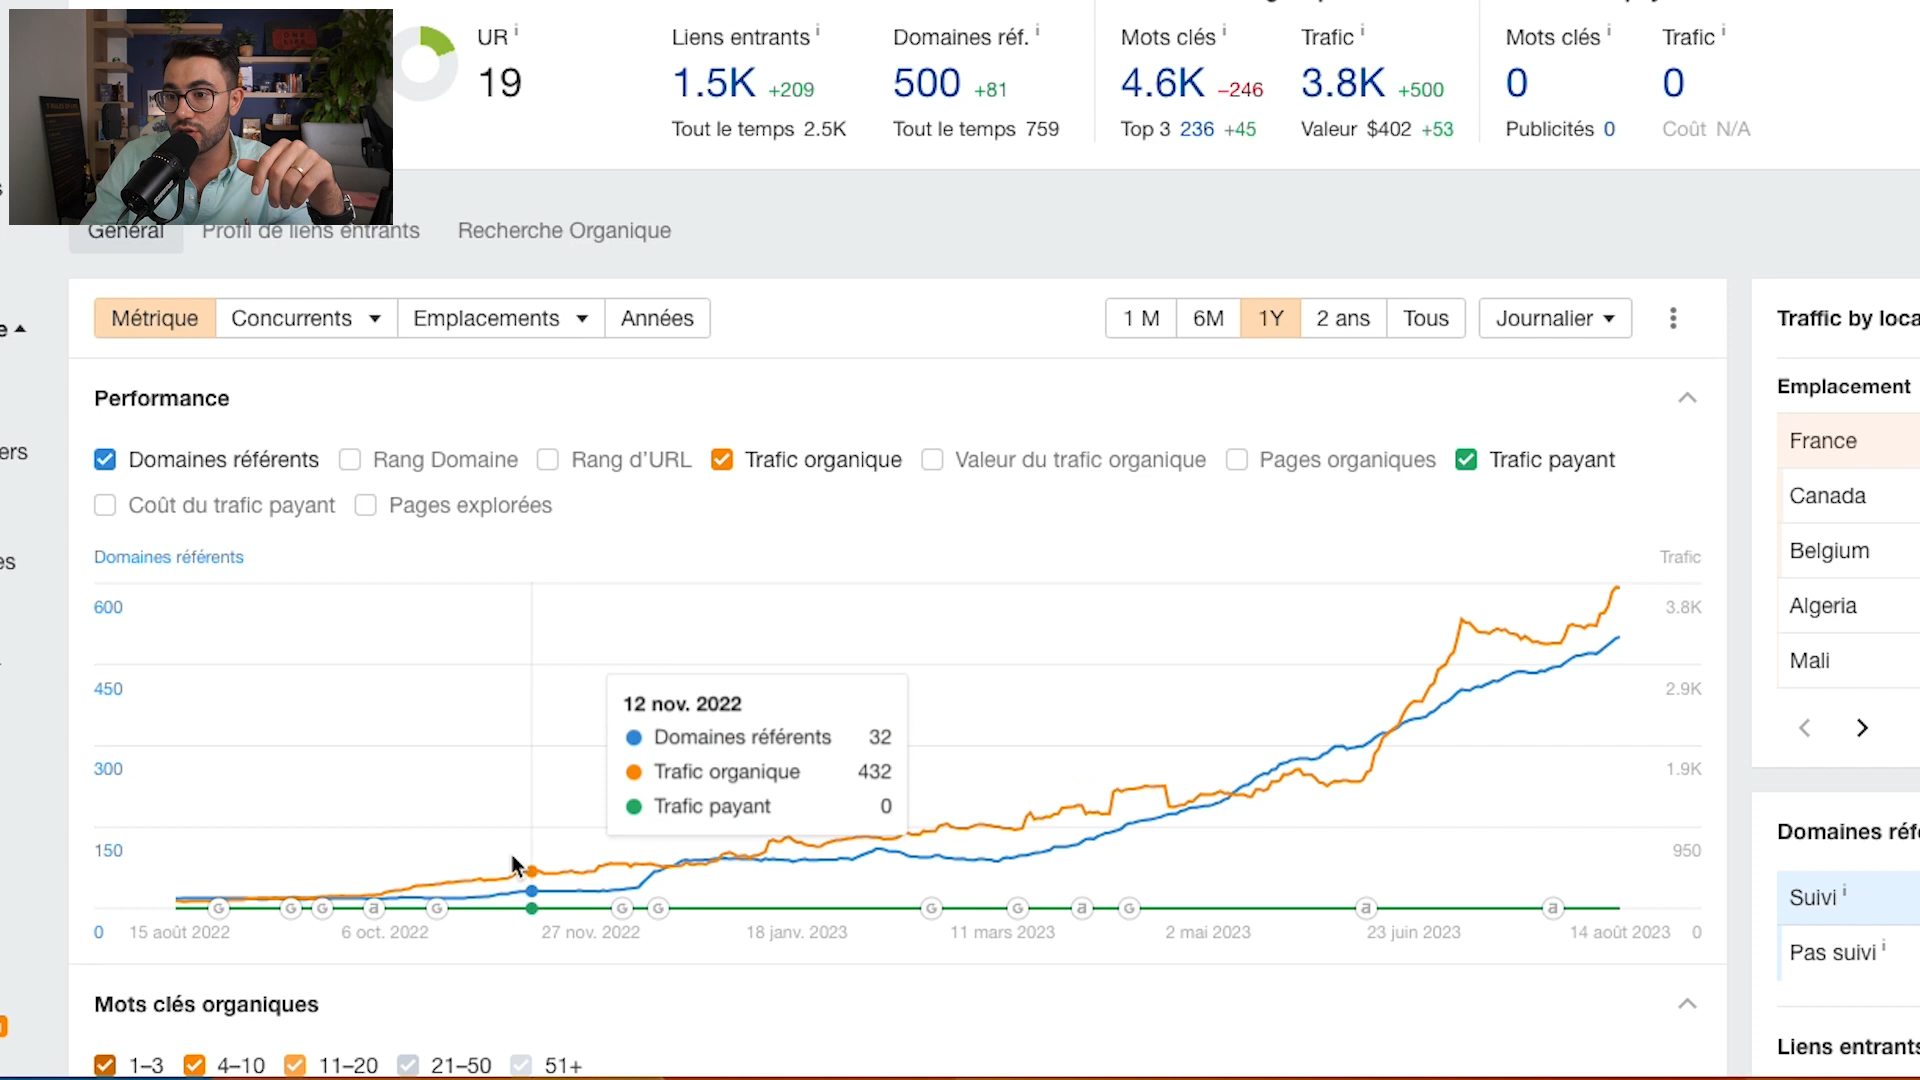 UR i
19
Liens entrants i
1.5K +209
Tout le temps 2.5K
Domaines réf. i
500 +81
Tout le temps 759
Mots clés i
4.6K −246
Top 3 236 +45
Trafic i
3.8K +500
Valeur $402 +53
Mots clés i
0
Publicités 0
Trafic i
0
Coût N/A
Général
Profil de liens entrants
Recherche Organique
Métrique
Concurrents
Emplacements
Années
1 M
6M
1Y
2 ans
Tous
Journalier
Performance
Domaines référents
Rang Domaine
Rang d’URL
Trafic organique
Valeur du trafic organique
Pages organiques
Trafic payant
Coût du trafic payant
Pages explorées
Domaines référents
Trafic
600
450
300
150
0
3.8K
2.9K
1.9K
950
0
12 nov. 2022
Domaines référents 32
Trafic organique 432
Trafic payant 0
G G G a G G G G G a G a a
15 août 2022
6 oct. 2022
27 nov. 2022
18 janv. 2023
11 mars 2023
2 mai 2023
23 juin 2023
14 août 2023
Mots clés organiques
1–3
4–10
11–20
21–50
51+
e
ers
es
Traffic by loca
Emplacement
France
Canada
Belgium
Algeria
Mali
Domaines réfé
Suivi i
Pas suivi i
Liens entrants